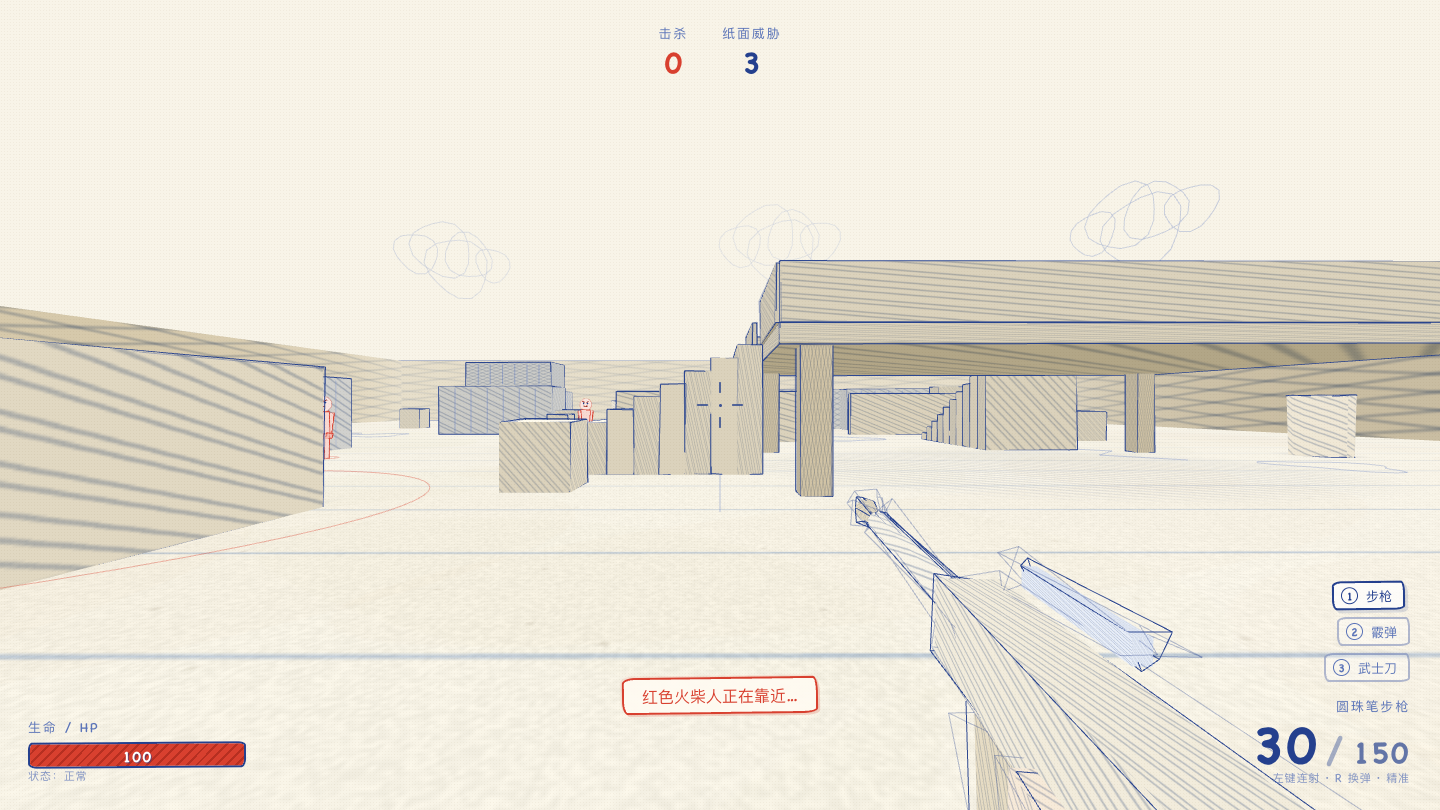 击杀 纸面威胁
0 3
① 步枪
② 霰弹
③ 武士刀
红色火柴人正在靠近…
圆珠笔步枪
生命 / HP
30 / 150
100
状态: 正常
左键连射 · R 换弹 · 精准